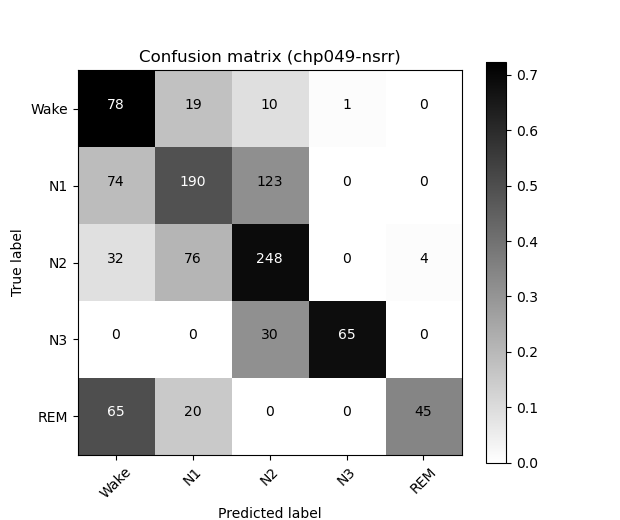 Confusion matrix (chp049-nsrr)
True label
Wake 78 19 10 1 0
N1 74 190 123 0 0
N2 32 76 248 0 4
N3 0 0 30 65 0
REM 65 20 0 0 45
Wake N1 N2 N3 REM
Predicted label
0.7
0.6
0.5
0.4
0.3
0.2
0.1
0.0